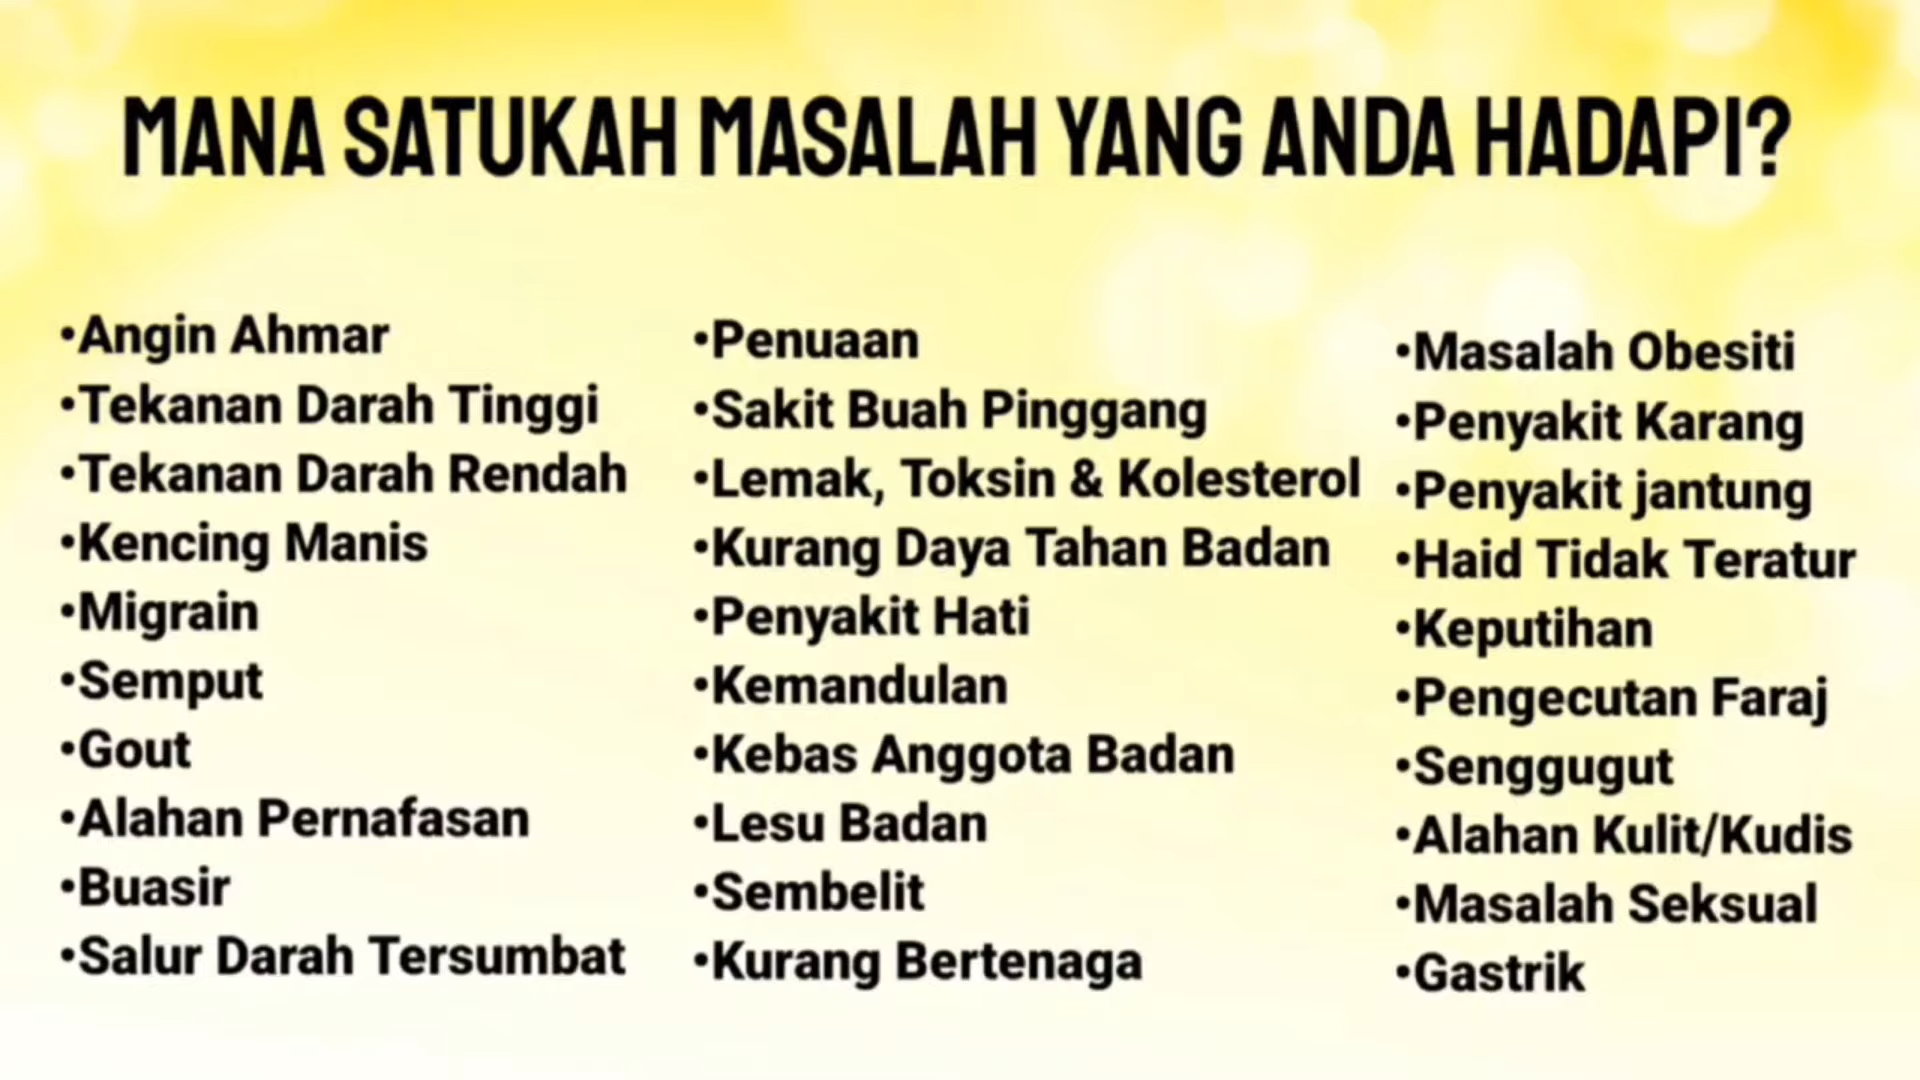 MANA SATUKAH MASALAH YANG ANDA HADAPI?
•Angin Ahmar
•Tekanan Darah Tinggi
•Tekanan Darah Rendah
•Kencing Manis
•Migrain
•Semput
•Gout
•Alahan Pernafasan
•Buasir
•Salur Darah Tersumbat
•Penuaan
•Sakit Buah Pinggang
•Lemak, Toksin & Kolesterol
•Kurang Daya Tahan Badan
•Penyakit Hati
•Kemandulan
•Kebas Anggota Badan
•Lesu Badan
•Sembelit
•Kurang Bertenaga
•Masalah Obesiti
•Penyakit Karang
•Penyakit jantung
•Haid Tidak Teratur
•Keputihan
•Pengecutan Faraj
•Senggugut
•Alahan Kulit/Kudis
•Masalah Seksual
•Gastrik